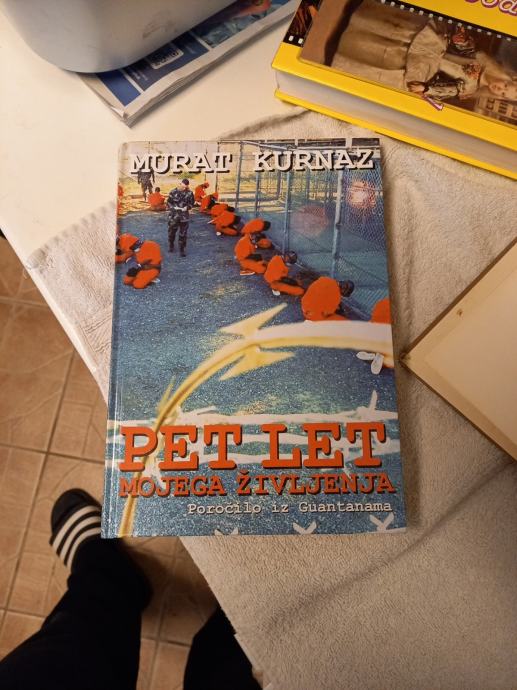 MURAT KURNAZ
PET LET
MOJEGA ŽIVLJENJA
Poročilo iz Guantanama